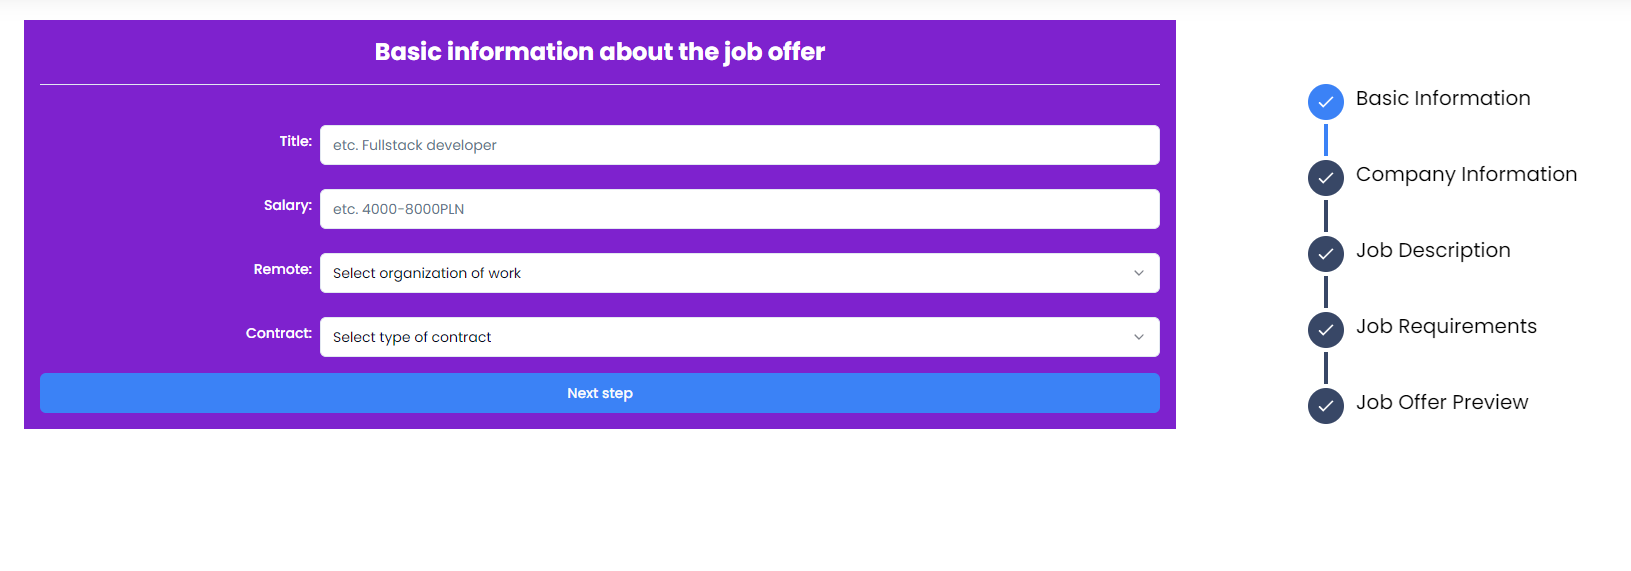 Basic information about the job offer
Title:
etc. Fullstack developer
Salary:
etc. 4000-8000PLN
Remote:
Select organization of work
Contract:
Select type of contract
Next step
Basic Information
Company Information
Job Description
Job Requirements
Job Offer Preview